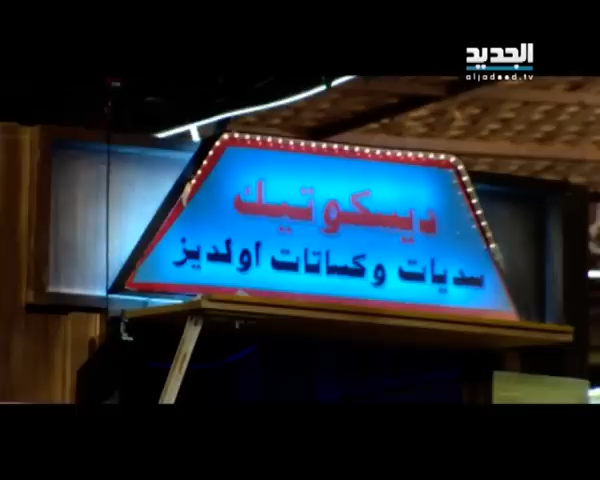 الجديد
aljadeed.tv
ديسكوتيك
سديات وكساتات اولديز